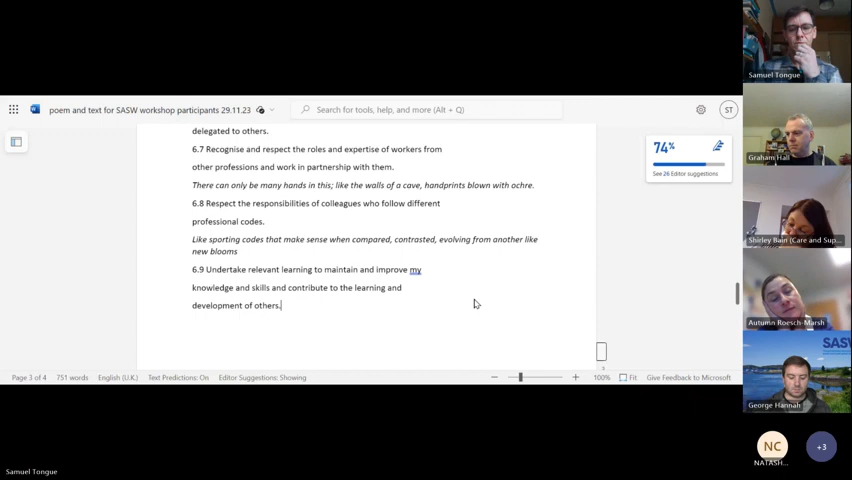 Samuel Tongue
poem and text for SASW workshop participants 29.11.23
Search for tools, help, and more (Alt + Q)
ST
Graham Hall
delegated to others.
6.7 Recognise and respect the roles and expertise of workers from
other professions and work in partnership with them.
There can only be many hands in this; like the walls of a cave, handprints blown with ochre.
6.8 Respect the responsibilities of colleagues who follow different
professional codes.
Like sporting codes that make sense when compared, contrasted, evolving from another like
new blooms
6.9 Undertake relevant learning to maintain and improve my
knowledge and skills and contribute to the learning and
development of others.
74%
See 26 Editor suggestions
Shirley Bain (Care and Sup...
Autumn Roesch-Marsh
SAS
George Hannah
Page 3 of 4
751 words
English (U.K.)
Text Predictions: On
Editor Suggestions: Showing
100%
Fit
Give Feedback to Microsoft
NC
NATASH...
+3
Samuel Tongue